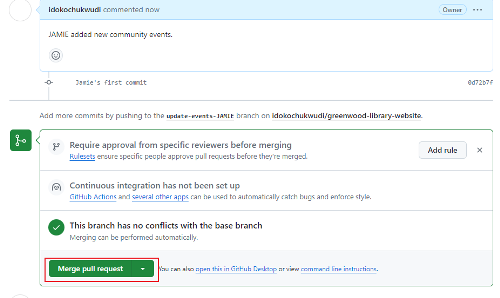 idokochukwudi commented now
Owner
JAMIE added new community events.
Jamie's first commit
0d72b7f
Add more commits by pushing to the update-events-JAMIE branch on idokochukwudi/greenwood-library-website.
Require approval from specific reviewers before merging
Rulesets ensure specific people approve pull requests before they're merged.
Add rule
Continuous integration has not been set up
GitHub Actions and several other apps can be used to automatically catch bugs and enforce style.
This branch has no conflicts with the base branch
Merging can be performed automatically.
Merge pull request
You can also open this in GitHub Desktop or view command line instructions.